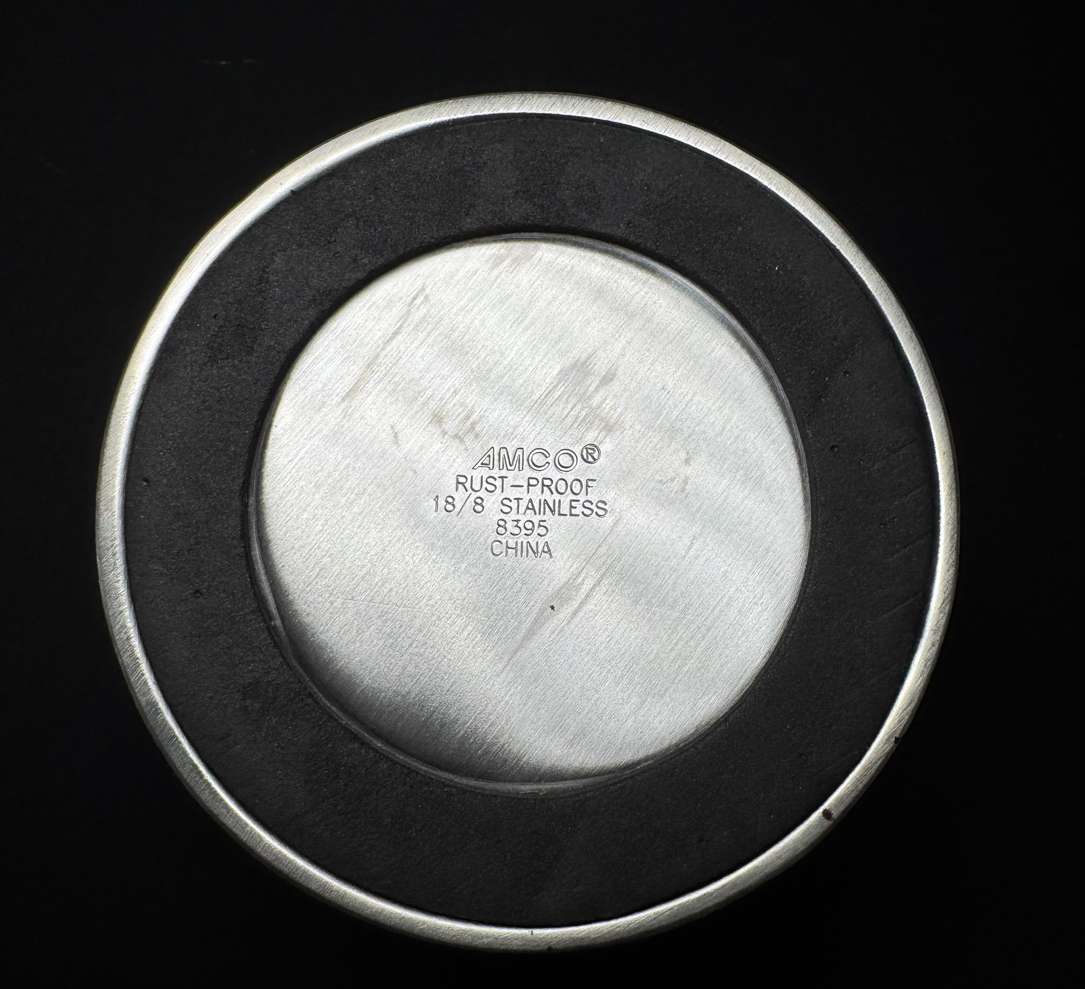 AMCO®
RUST-PROOF
18/8 STAINLESS
8395
CHINA